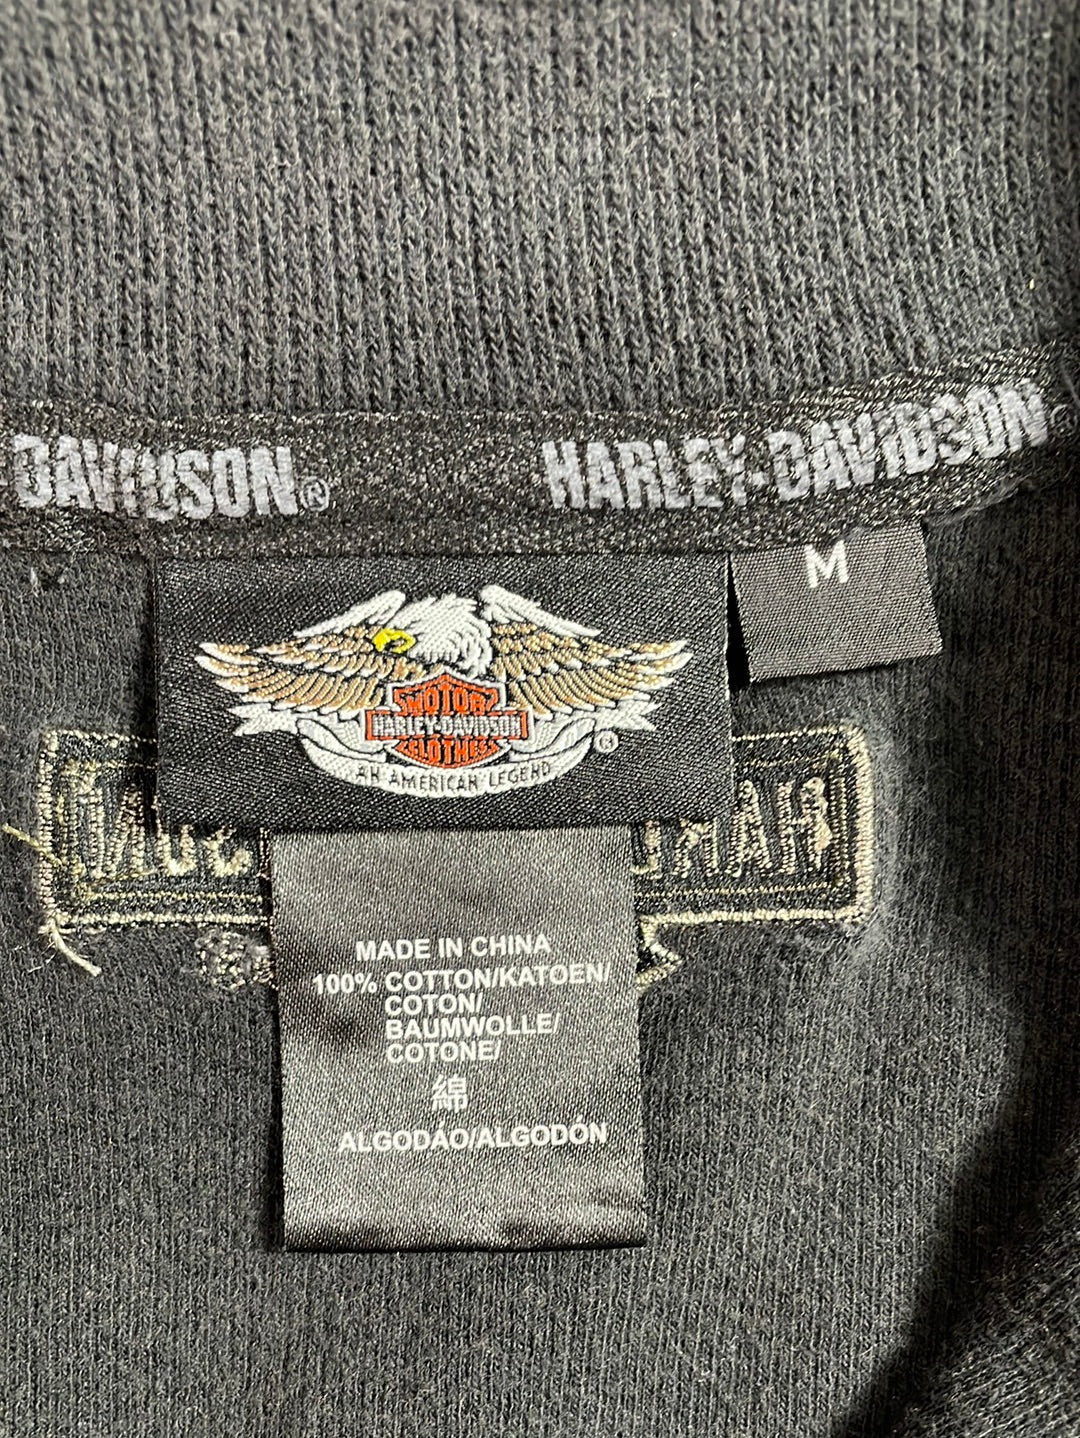 DAVIDSON®
HARLEY-DAVIDSON
M
MOTOR
HARLEY-DAVIDSON
CLOTHES
®
AN AMERICAN LEGEND
MADE IN CHINA
100% COTTON/KATOEN/
COTON/
BAUMWOLLE/
COTONE/
綿
ALGODÃO/ALGODÓN